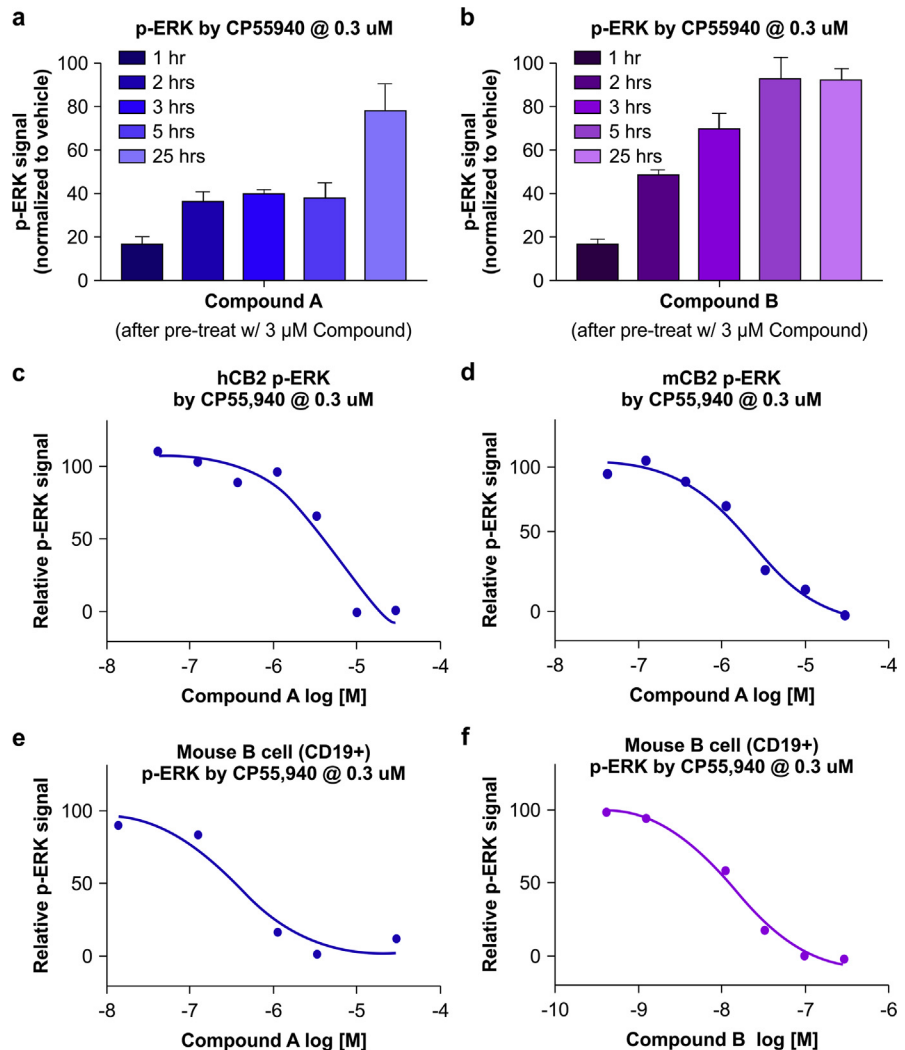 a
p-ERK by CP55940 @ 0.3 uM
p-ERK signal
(normalized to vehicle)
100
80
60
40
20
0
1 hr
2 hrs
3 hrs
5 hrs
25 hrs
Compound A
(after pre-treat w/ 3 µM Compound)
b
p-ERK by CP55940 @ 0.3 uM
p-ERK signal
(normalized to vehicle)
100
80
60
40
20
0
1 hr
2 hrs
3 hrs
5 hrs
25 hrs
Compound B
(after pre-treat w/ 3 µM Compound)
c
hCB2 p-ERK
by CP55,940 @ 0.3 uM
Relative p-ERK signal
100
50
0
-8 -7 -6 -5 -4
Compound A log [M]
d
mCB2 p-ERK
by CP55,940 @ 0.3 uM
Relative p-ERK signal
100
50
0
-8 -7 -6 -5 -4
Compound A log [M]
e
Mouse B cell (CD19+)
p-ERK by CP55,940 @ 0.3 uM
Relative p-ERK signal
100
50
0
-8 -7 -6 -5 -4
Compound A log [M]
f
Mouse B cell (CD19+)
p-ERK by CP55,940 @ 0.3 uM
Relative p-ERK signal
100
50
0
-10 -9 -8 -7 -6
Compound B log [M]